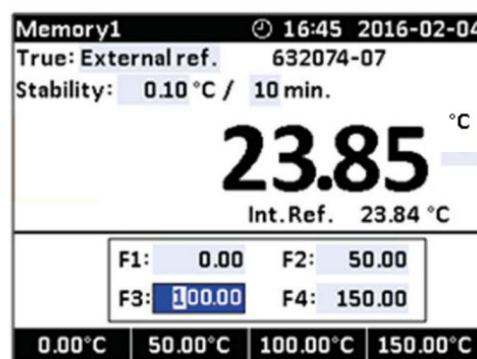 Memory1 16:45 2016-02-04
True: External ref. 632074-07
Stability: 0.10 °C / 10 min.
°C
23.85
Int.Ref. 23.84 °C
F1: 0.00 F2: 50.00
F3: 100.00 F4: 150.00
0.00°C 50.00°C 100.00°C 150.00°C